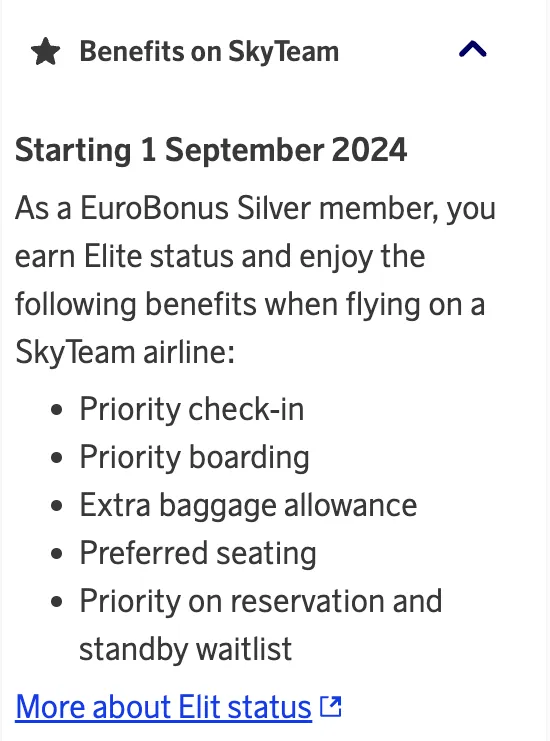 Benefits on SkyTeam
Starting 1 September 2024
As a EuroBonus Silver member, you
earn Elite status and enjoy the
following benefits when flying on a
SkyTeam airline:
• Priority check-in
• Priority boarding
• Extra baggage allowance
• Preferred seating
• Priority on reservation and
standby waitlist
More about Elit status